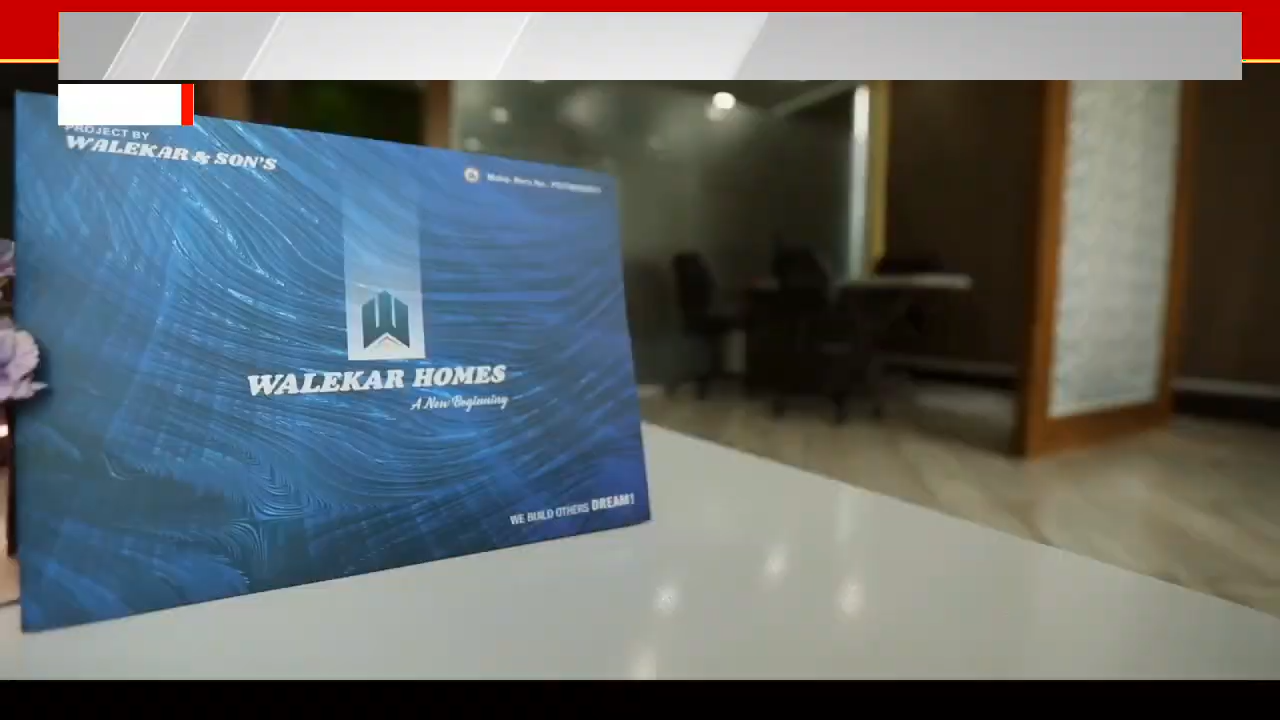 PROJECT BY
WALEKAR & SON'S
WALEKAR HOMES
A New Beginning
WE BUILD OTHERS DREAM!